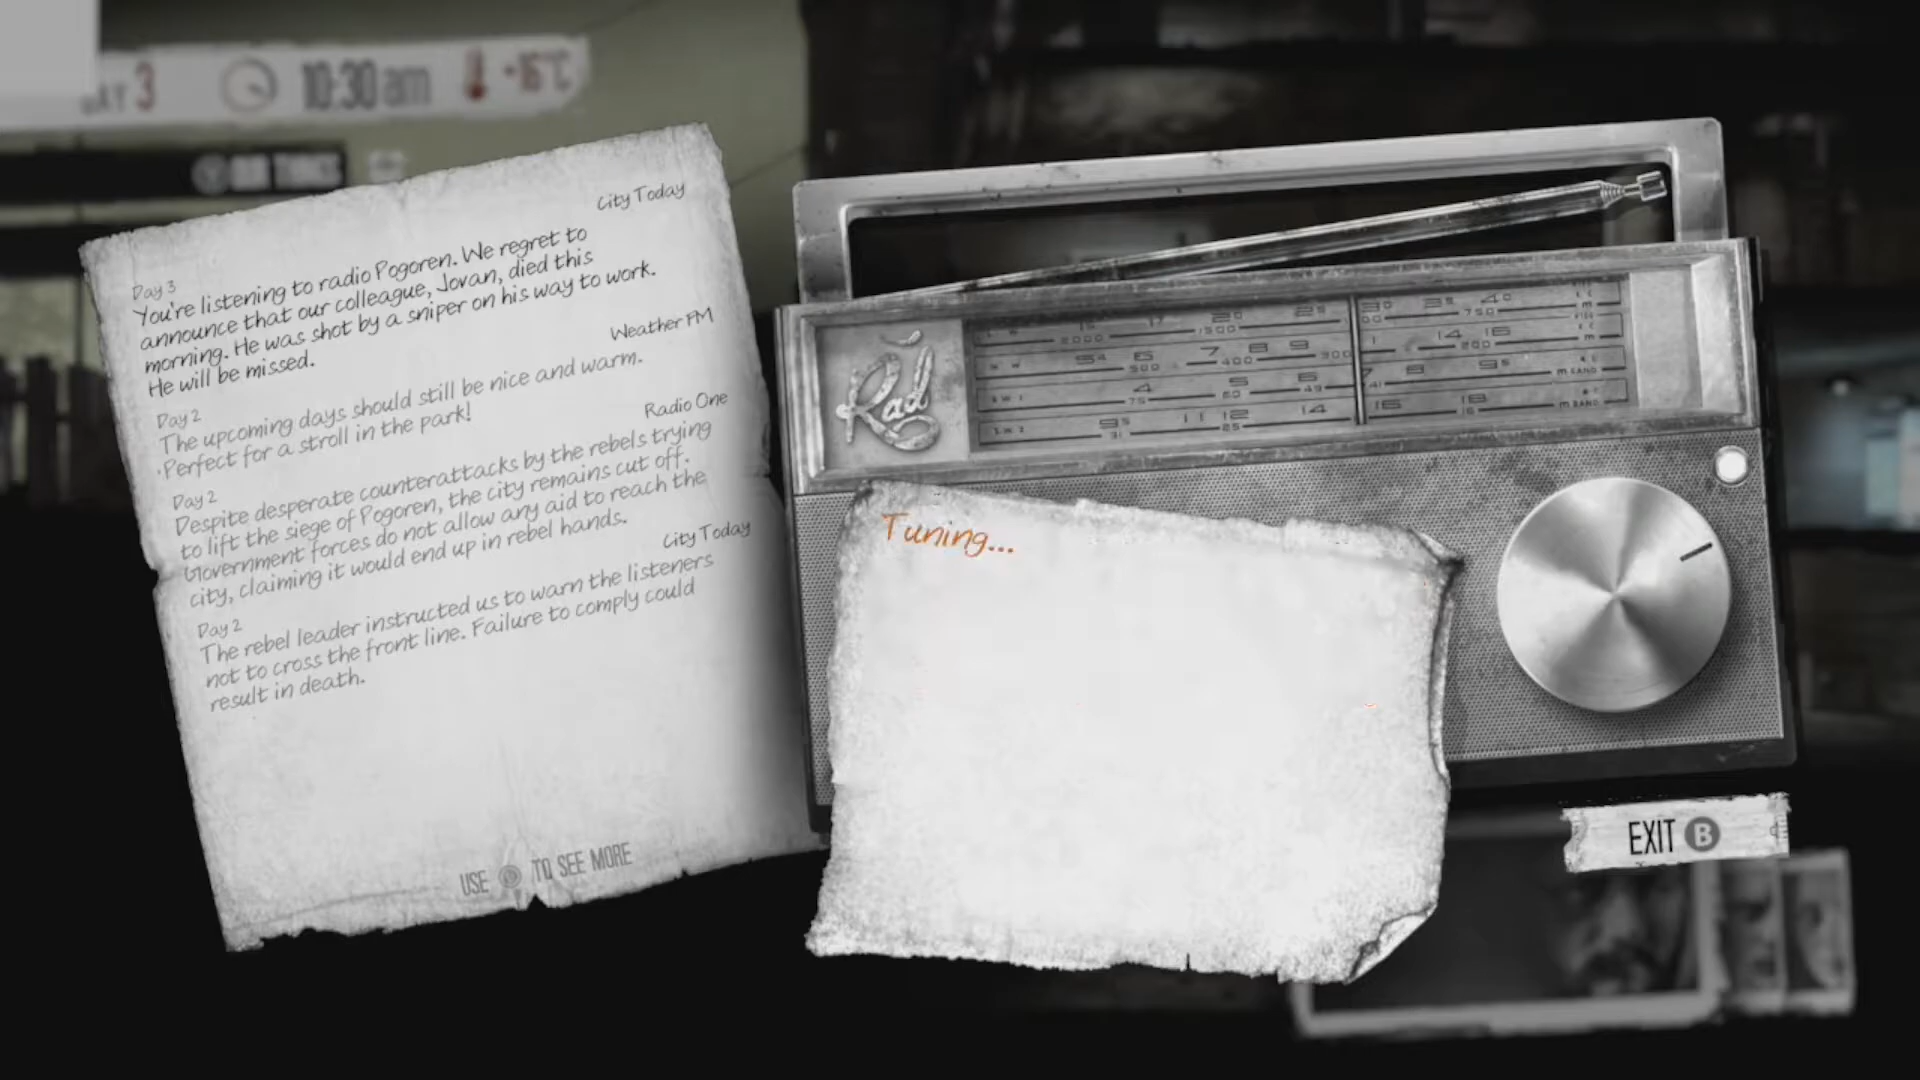 DAY 3
10:30 am
City Today
Day 3
You're listening to radio Pogoren. We regret to
announce that our colleague, Jovan, died this
morning. He was shot by a sniper on his way to work.
He will be missed.
Weather FM
Day 2
The upcoming days should still be nice and warm.
Perfect for a stroll in the park!
Radio One
Day 2
Despite desperate counterattacks by the rebels trying
to lift the siege of Pogoren, the city remains cut off.
Government forces do not allow any aid to reach the
city, claiming it would end up in rebel hands.
City Today
Day 2
The rebel leader instructed us to warn the listeners
not to cross the front line. Failure to comply could
result in death.
USE TO SEE MORE
Rad
Tuning...
EXIT B